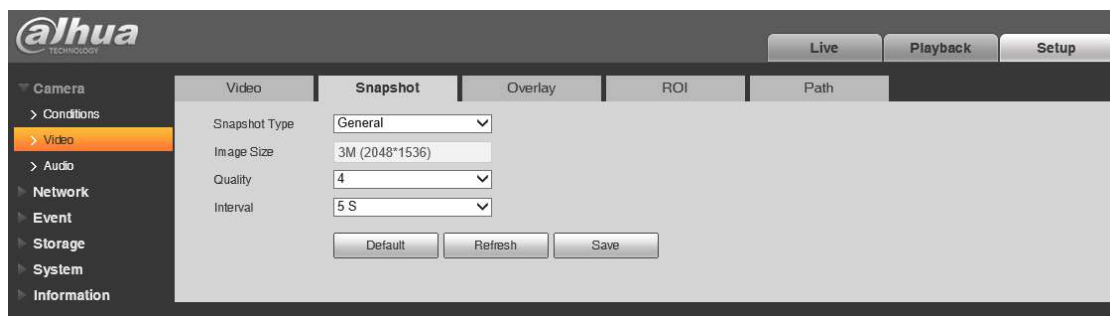 alhua
TECHNOLOGY
Live Playback Setup
Camera
> Conditions
> Video
> Audio
Network
Event
Storage
System
Information
Video Snapshot Overlay ROI Path
Snapshot Type General
Image Size 3M (2048*1536)
Quality 4
Interval 5 S
Default Refresh Save